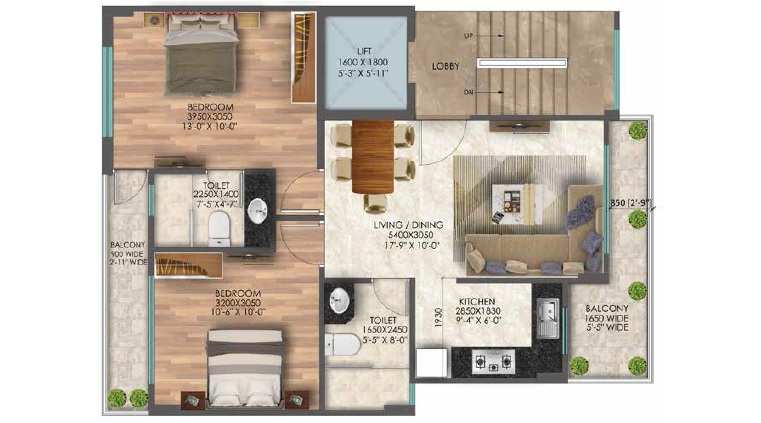 LIFT
1600 X 1800
5'-3" X 5'-11"
UP
LOBBY
DN
BEDROOM
3950X3050
13'-0" X 10'-0"
TOILET
2250X1400
7'-5"X4'-7"
850 (2'-9")
LIVING / DINING
5400X3050
17'-9" X 10'-0"
BALCONY
900 WIDE
2'-11" WIDE
BEDROOM
3200X3050
10'-6" X 10'-0"
TOILET
1650X2450
5'-5" X 8'-0"
1930
KITCHEN
2850X1830
9'-4" X 6'-0"
BALCONY
1650 WIDE
5'-5" WIDE